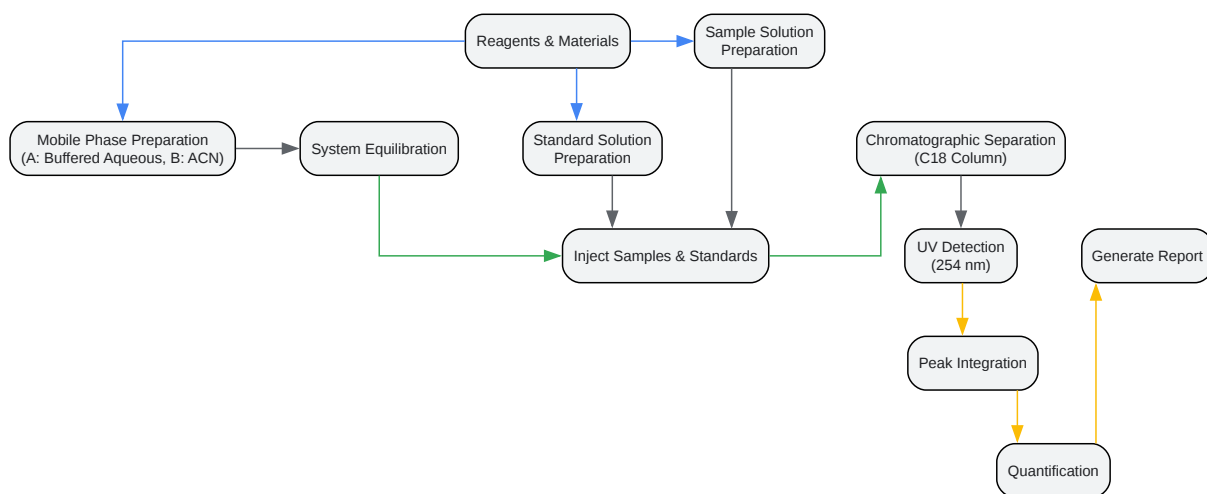 Reagents & Materials
Sample Solution
Preparation
Mobile Phase Preparation
(A: Buffered Aqueous, B: ACN)
System Equilibration
Standard Solution
Preparation
Chromatographic Separation
(C18 Column)
Inject Samples & Standards
UV Detection
(254 nm)
Generate Report
Peak Integration
Quantification